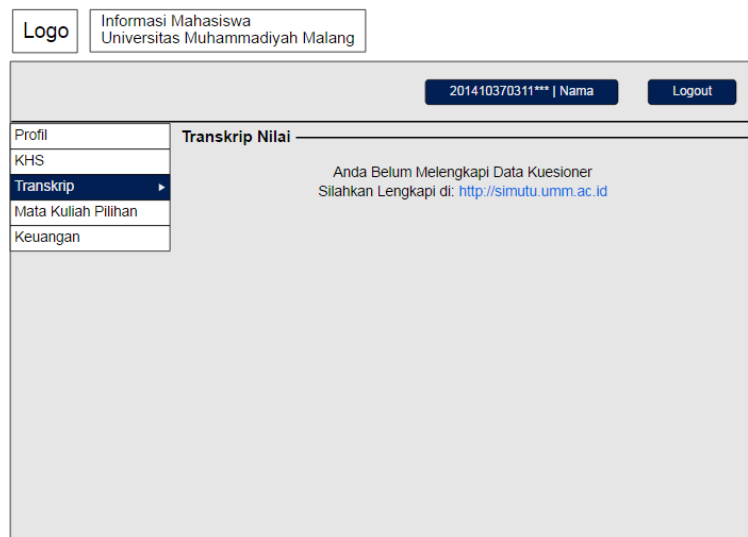 Logo
Informasi Mahasiswa
Universitas Muhammadiyah Malang
201410370311*** | Nama
Logout
Profil
KHS
Transkrip
Mata Kuliah Pilihan
Keuangan
Transkrip Nilai
Anda Belum Melengkapi Data Kuesioner
Silahkan Lengkapi di: http://simutu.umm.ac.id